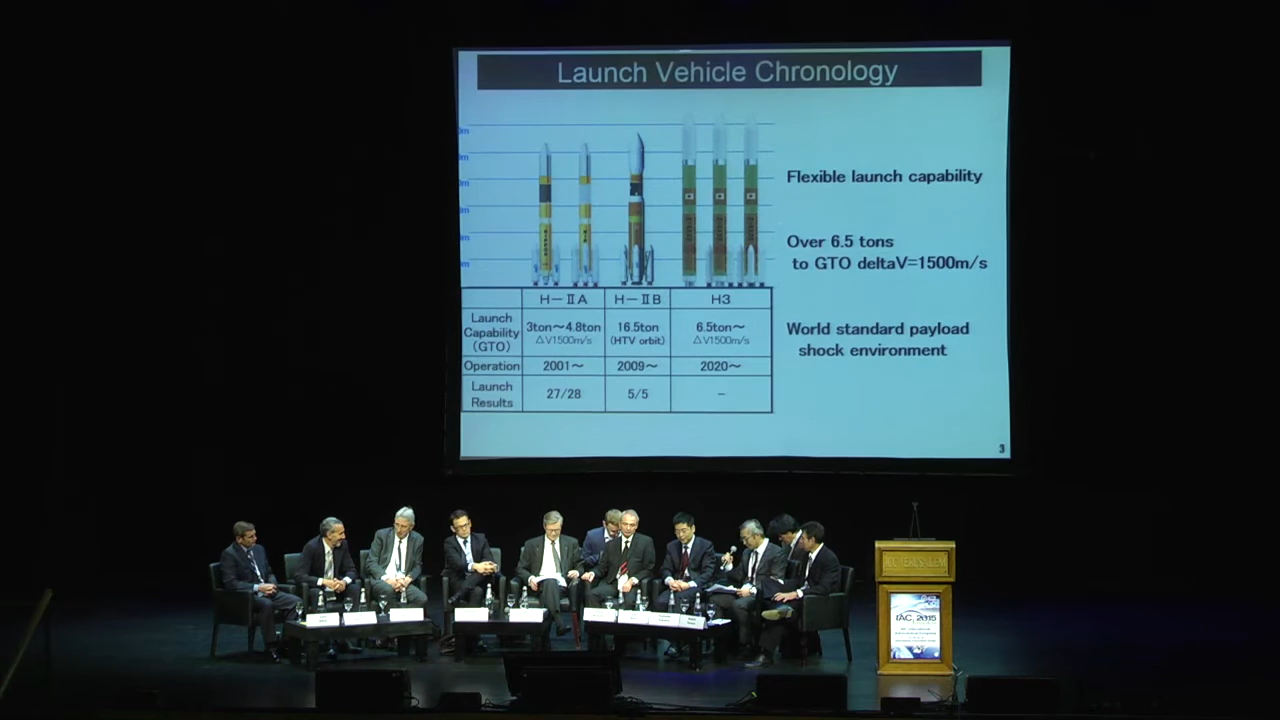 Launch Vehicle Chronology
Flexible launch capability
Over 6.5 tons
to GTO deltaV=1500m/s
World standard payload
shock environment
H-ⅡA H-ⅡB H3
Launch Capability (GTO) 3ton~4.8ton △V1500m/s 16.5ton (HTV orbit) 6.5ton~ △V1500m/s
Operation 2001~ 2009~ 2020~
Launch Results 27/28 5/5 -
3
ICC JERUSALEM
IAC 2015